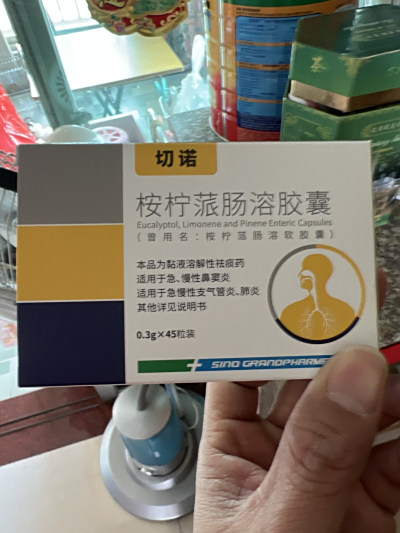 切诺
桉柠蒎肠溶胶囊
Eucalyptol, Limonene and Pinene Enteric Capsules
(曾用名:桉柠蒎肠溶软胶囊)
本品为黏液溶解性祛痰药
适用于急、慢性鼻窦炎
适用于急慢性支气管炎、肺炎
其他详见说明书
0.3g×45粒装
SINO GRANDPHARM